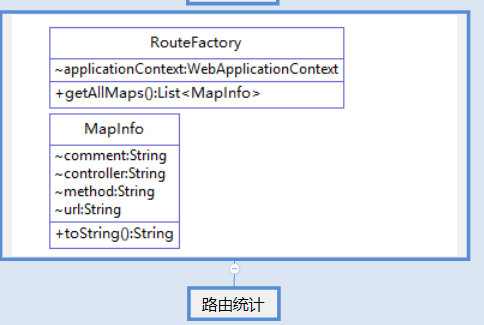 RouteFactory
~applicationContext:WebApplicationContext
+getAllMaps():List<MapInfo>
MapInfo
~comment:String
~controller:String
~method:String
~url:String
+toString():String
路由统计